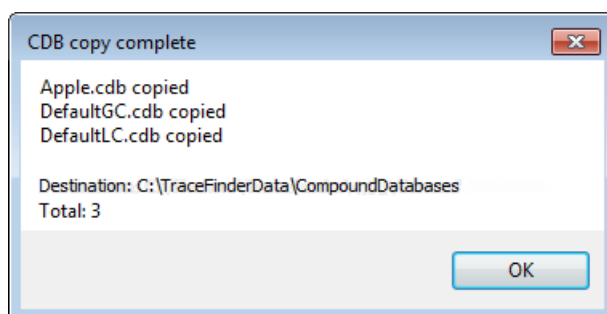 CDB copy complete
Apple.cdb copied
DefaultGC.cdb copied
DefaultLC.cdb copied
Destination: C:\TraceFinderData\CompoundDatabases
Total: 3
OK